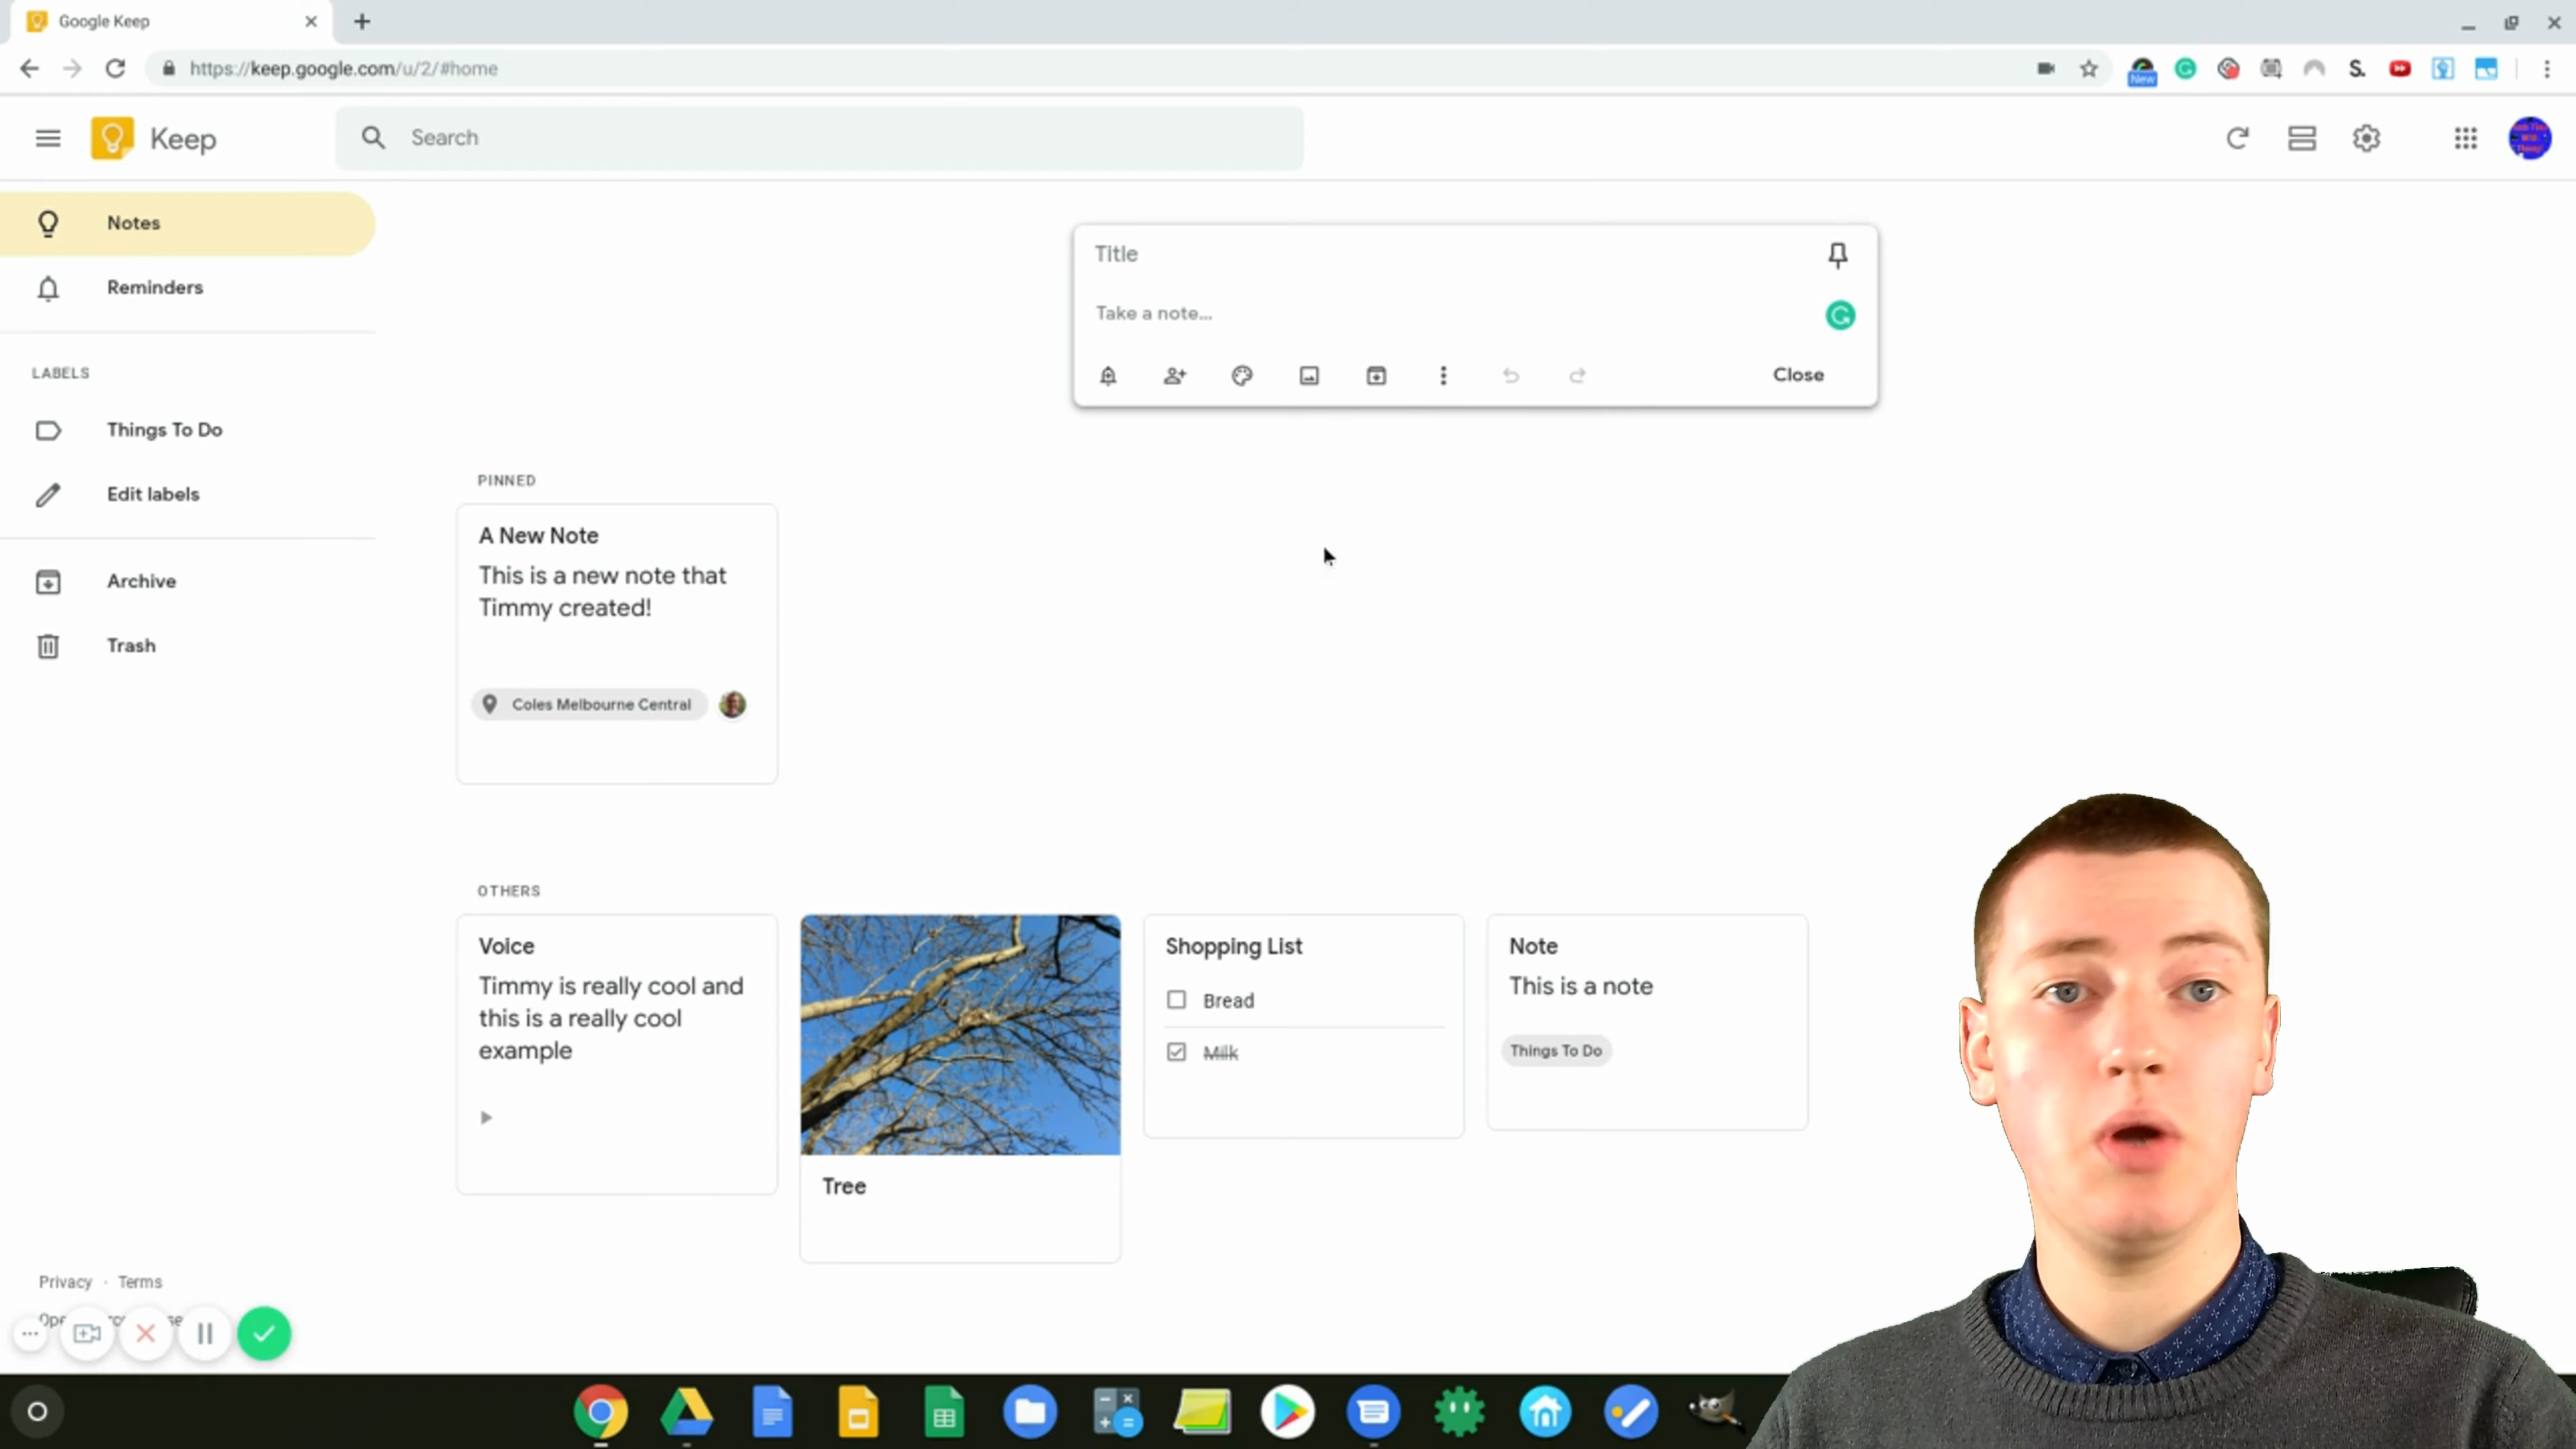 Google Keep
https://keep.google.com/u/2/#home
New
S.
Keep
Search
Notes
Reminders
LABELS
Things To Do
Edit labels
Archive
Trash
Title
Take a note...
Close
PINNED
A New Note
This is a new note that
Timmy created!
Coles Melbourne Central
OTHERS
Voice
Timmy is really cool and
this is a really cool
example
Tree
Shopping List
Bread
Milk
Note
This is a note
Things To Do
Privacy · Terms